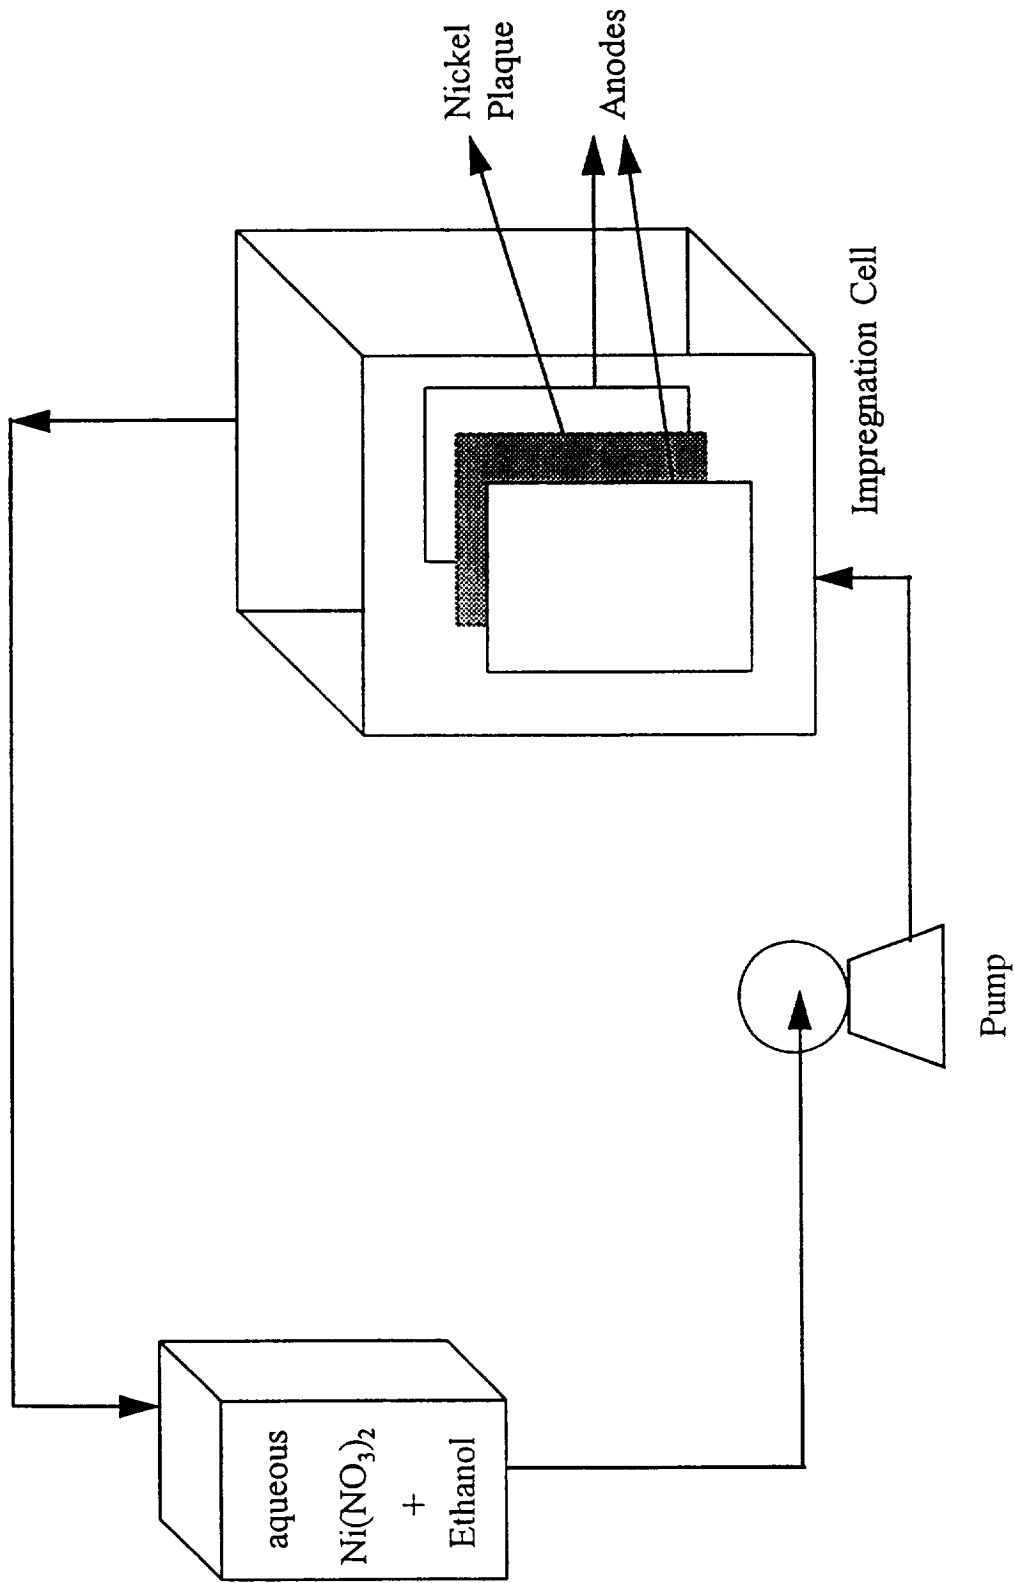 aqueous
Ni(NO3)2
+
Ethanol
Pump
Impregnation Cell
Nickel
Plaque
Anodes